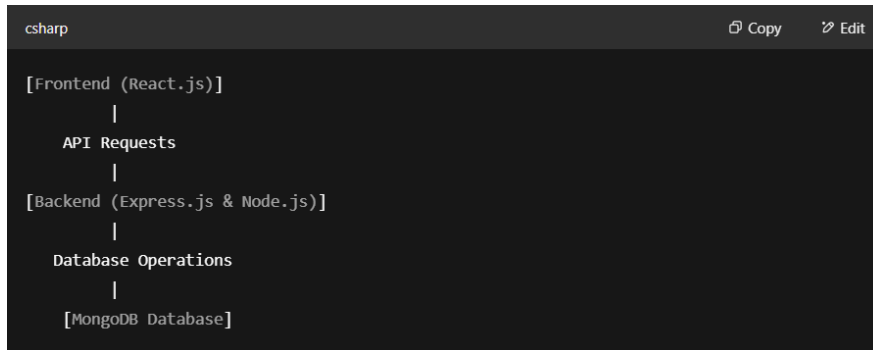 csharp Copy Edit
[Frontend (React.js)]
|
API Requests
|
[Backend (Express.js & Node.js)]
|
Database Operations
|
[MongoDB Database]